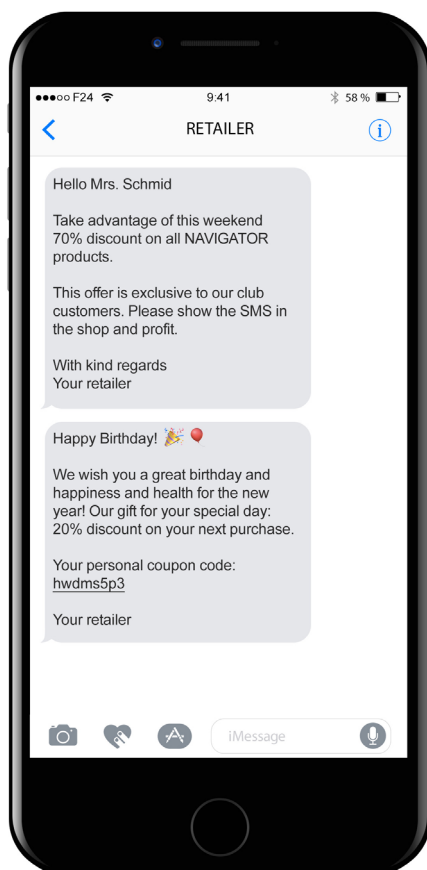 F24 9:41 58 %
RETAILER
Hello Mrs. Schmid
Take advantage of this weekend
70% discount on all NAVIGATOR
products.
This offer is exclusive to our club
customers. Please show the SMS in
the shop and profit.
With kind regards
Your retailer
Happy Birthday! 🎉 🎈
We wish you a great birthday and
happiness and health for the new
year! Our gift for your special day:
20% discount on your next purchase.
Your personal coupon code:
hwdms5p3
Your retailer
iMessage